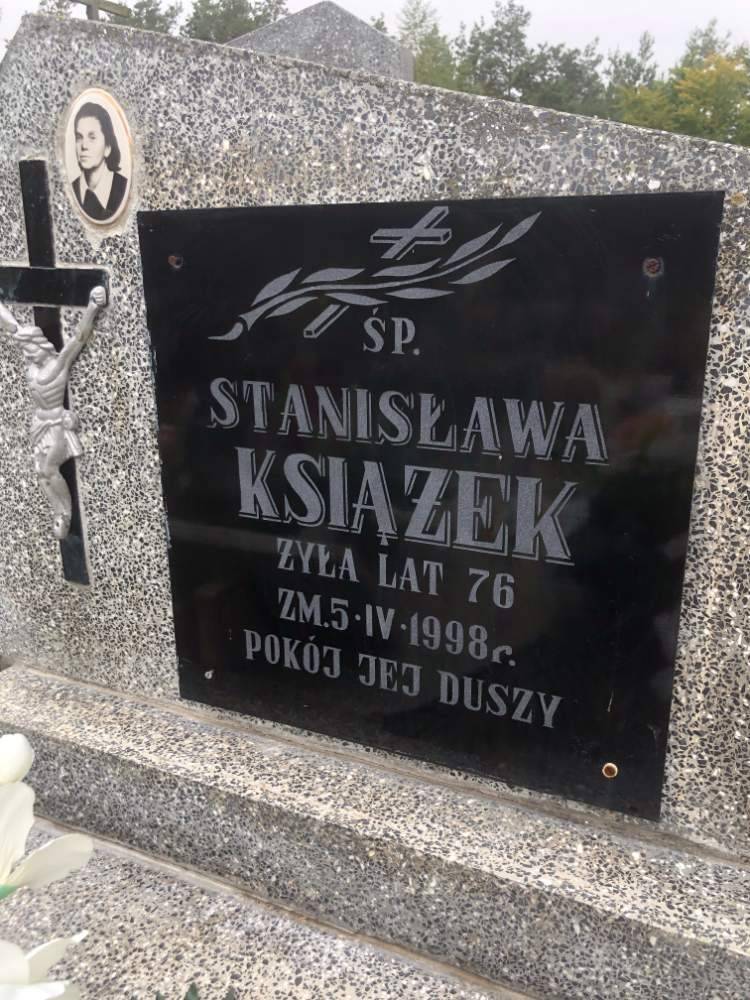 ŚP.
STANISŁAWA
KSIĄŻEK
ŻYŁA LAT 76
ZM.5·IV·1998r.
POKÓJ JEJ DUSZY